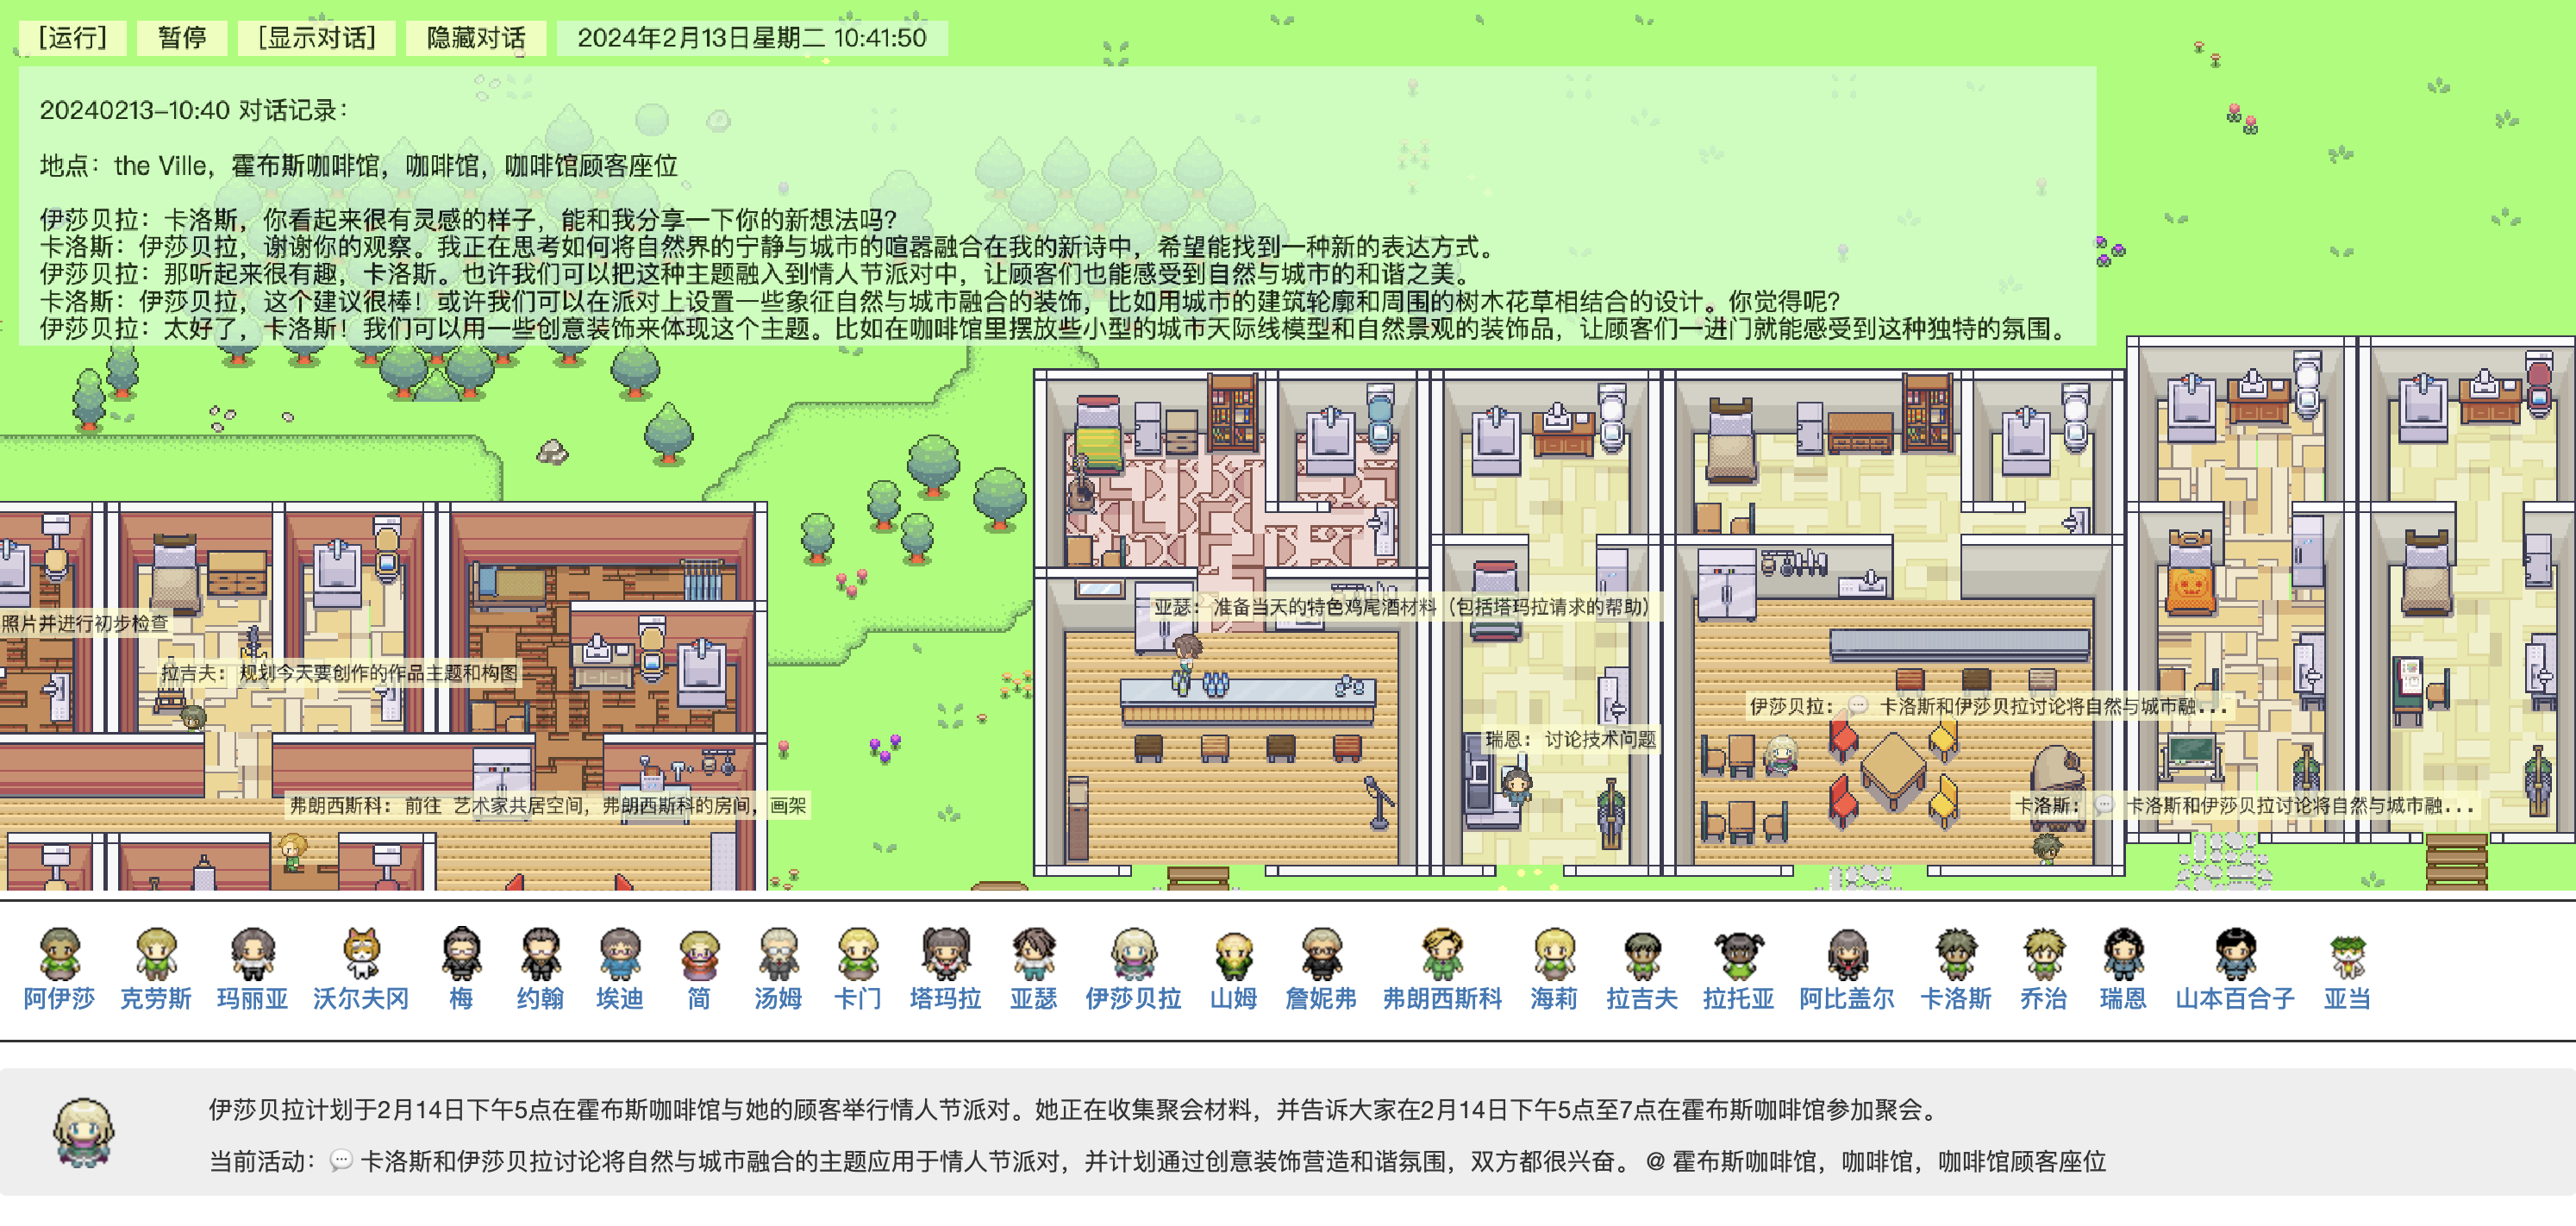 [运行] 暂停 [显示对话] 隐藏对话 2024年2月13日星期二 10:41:50
20240213-10:40 对话记录：
地点：the Ville，霍布斯咖啡馆，咖啡馆，咖啡馆顾客座位
伊莎贝拉：卡洛斯，你看起来很有灵感的样子，能和我分享一下你的新想法吗？
卡洛斯：伊莎贝拉，谢谢你的观察。我正在思考如何将自然界的宁静与城市的喧嚣融合在我的新诗中，希望能找到一种新的表达方式。
伊莎贝拉：那听起来很有趣，卡洛斯。也许我们可以把这种主题融入到情人节派对中，让顾客们也能感受到自然与城市的和谐之美。
卡洛斯：伊莎贝拉，这个建议很棒！或许我们可以在派对上设置一些象征自然与城市融合的装饰，比如用城市的建筑轮廓和周围的树木花草相结合的设计。你觉得呢？
伊莎贝拉：太好了，卡洛斯！我们可以用一些创意装饰来体现这个主题。比如在咖啡馆里摆放些小型的城市天际线模型和自然景观的装饰品，让顾客们一进门就能感受到这种独特的氛围。
亚瑟：准备当天的特色鸡尾酒材料（包括塔玛拉请求的帮助）
照片并进行初步检查
拉吉夫：规划今天要创作的作品主题和构图
伊莎贝拉：💬 卡洛斯和伊莎贝拉讨论将自然与城市融...
瑞恩：讨论技术问题
弗朗西斯科：前往 艺术家共居空间，弗朗西斯科的房间，画架
卡洛斯：💬 卡洛斯和伊莎贝拉讨论将自然与城市融...
阿伊莎 克劳斯 玛丽亚 沃尔夫冈 梅 约翰 埃迪 简 汤姆 卡门 塔玛拉 亚瑟 伊莎贝拉 山姆 詹妮弗 弗朗西斯科 海莉 拉吉夫 拉托亚 阿比盖尔 卡洛斯 乔治 瑞恩 山本百合子 亚当
伊莎贝拉计划于2月14日下午5点在霍布斯咖啡馆与她的顾客举行情人节派对。她正在收集聚会材料，并告诉大家在2月14日下午5点至7点在霍布斯咖啡馆参加聚会。
当前活动：💬 卡洛斯和伊莎贝拉讨论将自然与城市融合的主题应用于情人节派对，并计划通过创意装饰营造和谐氛围，双方都很兴奋。 @ 霍布斯咖啡馆，咖啡馆，咖啡馆顾客座位